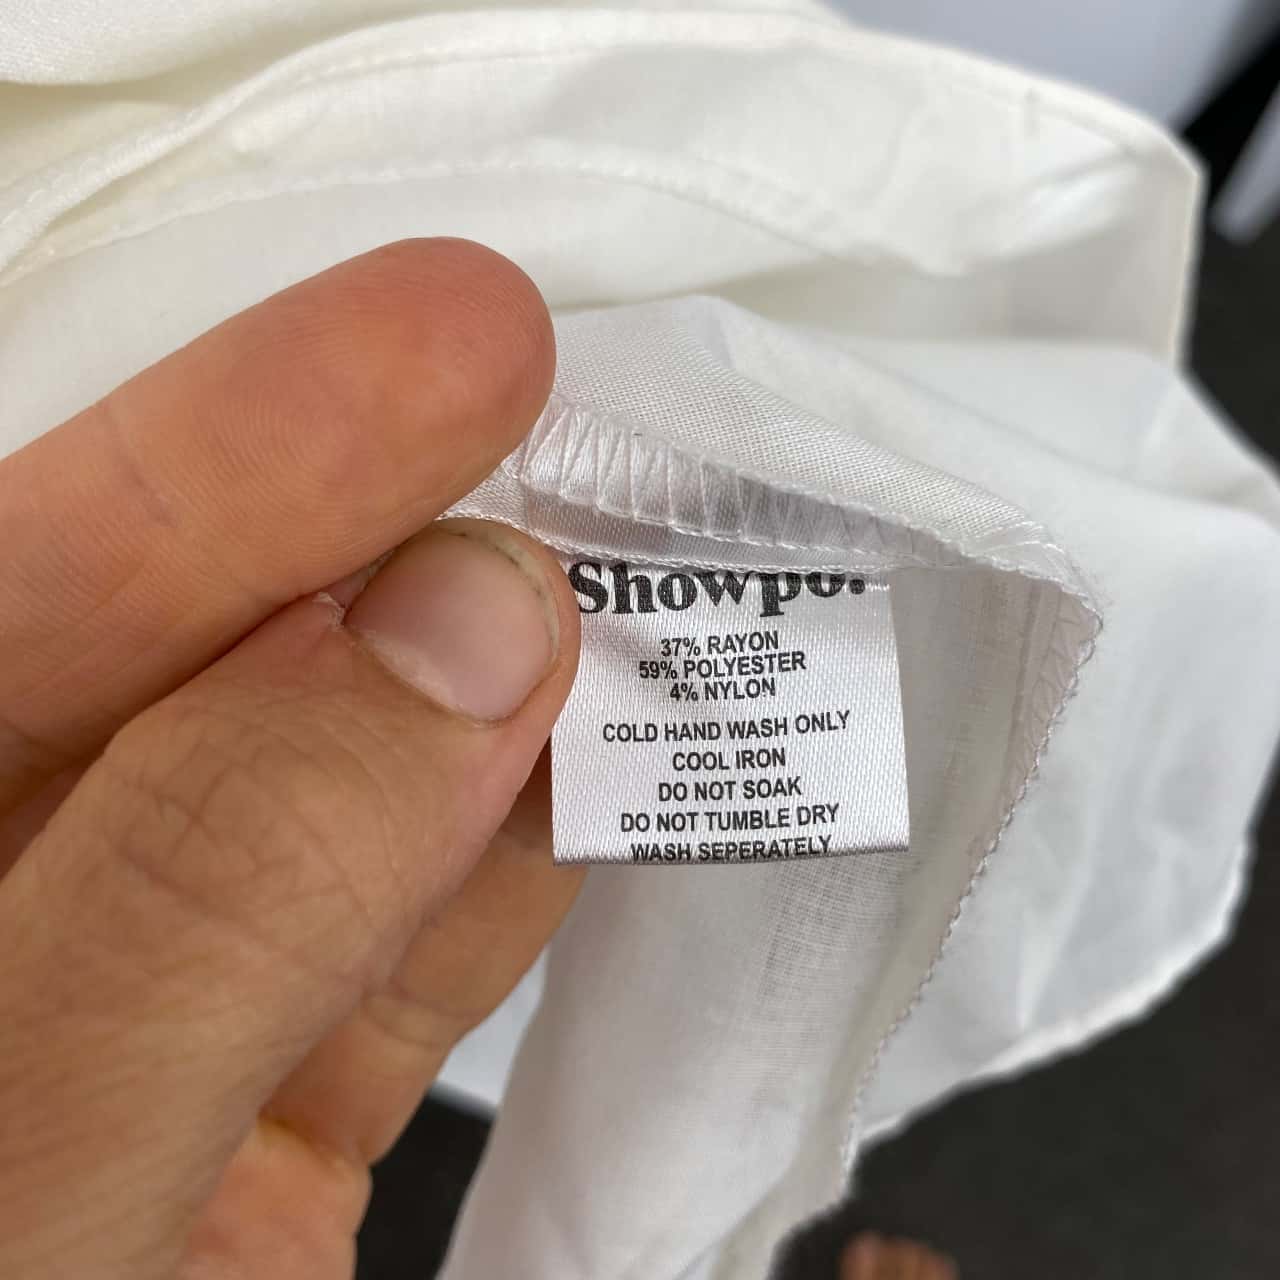 Showpo.
37% RAYON
59% POLYESTER
4% NYLON
COLD HAND WASH ONLY
COOL IRON
DO NOT SOAK
DO NOT TUMBLE DRY
WASH SEPERATELY